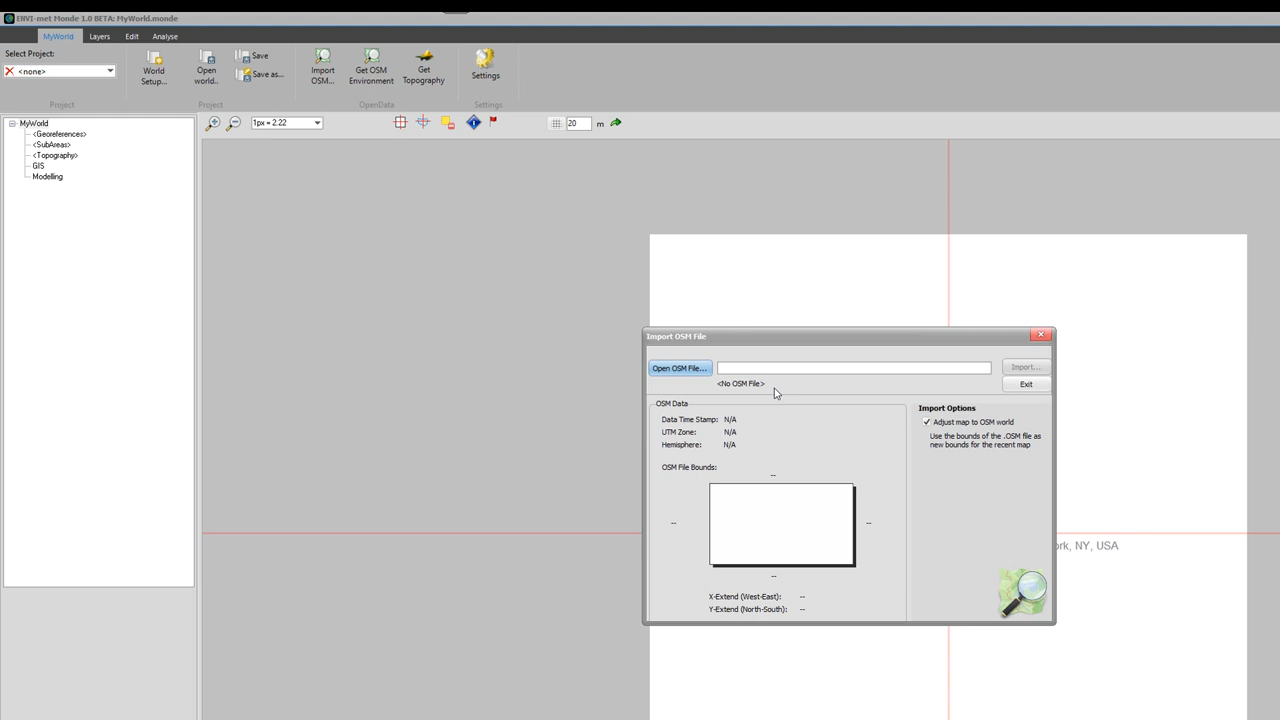 ENVI-met Monde 1.0 BETA: MyWorld.monde
MyWorld Layers Edit Analyse
Select Project:
<none>
World Setup...
Open world..
Save
Save as...
Import OSM...
Get OSM Environment
Get Topography
Settings
Project Project OpenData Settings
1px = 2.22
20 m
MyWorld
<Georeferences>
<SubAreas>
<Topography>
GIS
Modelling
Import OSM File
Open OSM File...
Import...
<No OSM File>
Exit
OSM Data
Data Time Stamp: N/A
UTM Zone: N/A
Hemisphere: N/A
OSM File Bounds:
--
-- --
--
X-Extend (West-East): --
Y-Extend (North-South): --
Import Options
Adjust map to OSM world
Use the bounds of the .OSM file as
new bounds for the recent map
ork, NY, USA